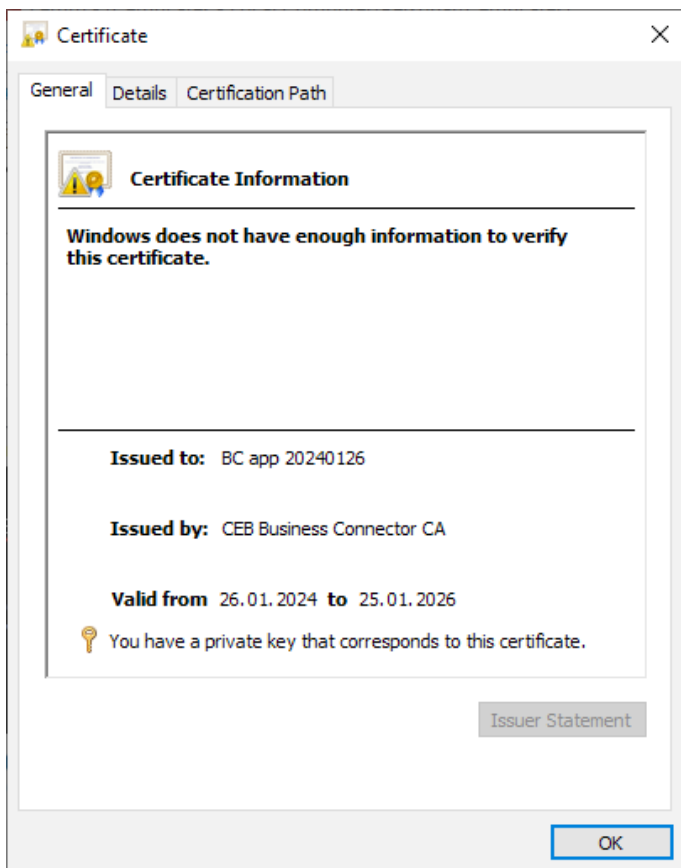 Certificate
General Details Certification Path
Certificate Information
Windows does not have enough information to verify
this certificate.
Issued to: BC app 20240126
Issued by: CEB Business Connector CA
Valid from 26.01.2024 to 25.01.2026
You have a private key that corresponds to this certificate.
Issuer Statement
OK